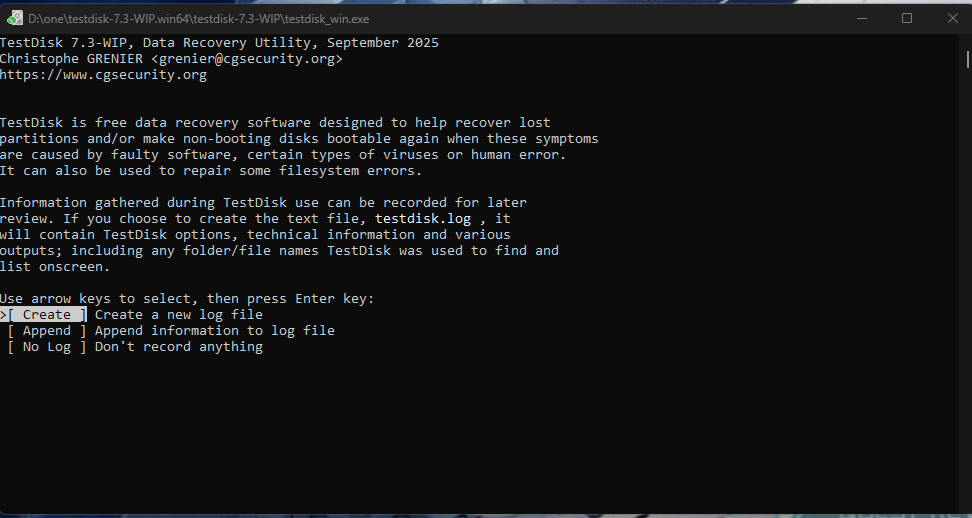 D:\one\testdisk-7.3-WIP.win64\testdisk-7.3-WIP\testdisk_win.exe
TestDisk 7.3-WIP, Data Recovery Utility, September 2025
Christophe GRENIER <grenier@cgsecurity.org>
https://www.cgsecurity.org
TestDisk is free data recovery software designed to help recover lost
partitions and/or make non-booting disks bootable again when these symptoms
are caused by faulty software, certain types of viruses or human error.
It can also be used to repair some filesystem errors.
Information gathered during TestDisk use can be recorded for later
review. If you choose to create the text file, testdisk.log , it
will contain TestDisk options, technical information and various
outputs; including any folder/file names TestDisk was used to find and
list onscreen.
Use arrow keys to select, then press Enter key:
>[ Create ] Create a new log file
[ Append ] Append information to log file
[ No Log ] Don't record anything